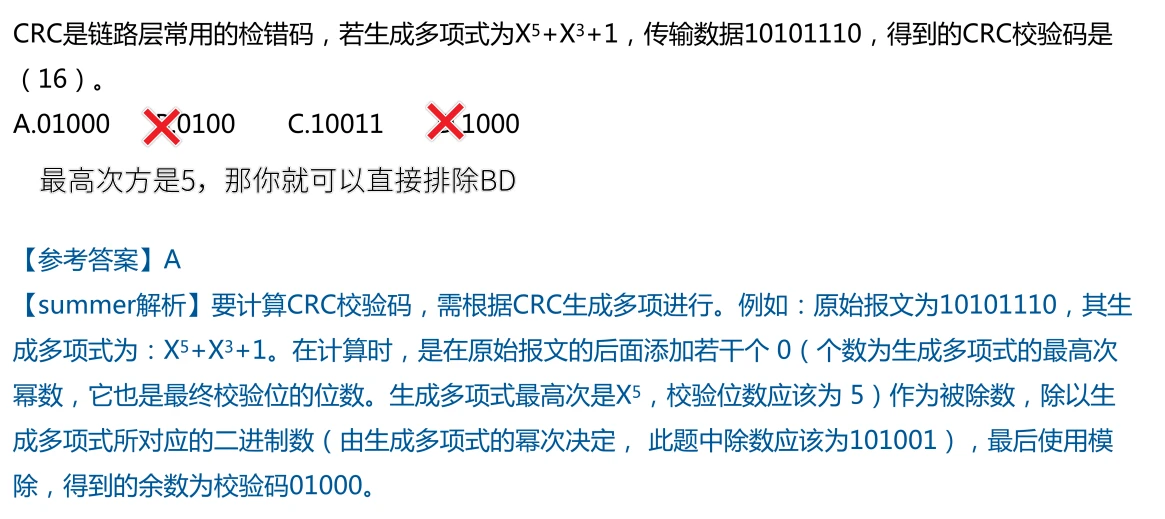 CRC是链路层常用的检错码，若生成多项式为X⁵+X³+1，传输数据10101110，得到的CRC校验码是
（16）。
A.01000 .0100 C.10011 .1000
最高次方是5，那你就可以直接排除BD
【参考答案】A
【summer解析】要计算CRC校验码，需根据CRC生成多项进行。例如：原始报文为10101110，其生
成多项式为：X⁵+X³+1。在计算时，是在原始报文的后面添加若干个 0（个数为生成多项式的最高次
幂数，它也是最终校验位的位数。生成多项式最高次是X⁵，校验位数应该为 5）作为被除数，除以生
成多项式所对应的二进制数（由生成多项式的幂次决定， 此题中除数应该为101001），最后使用模
除，得到的余数为校验码01000。